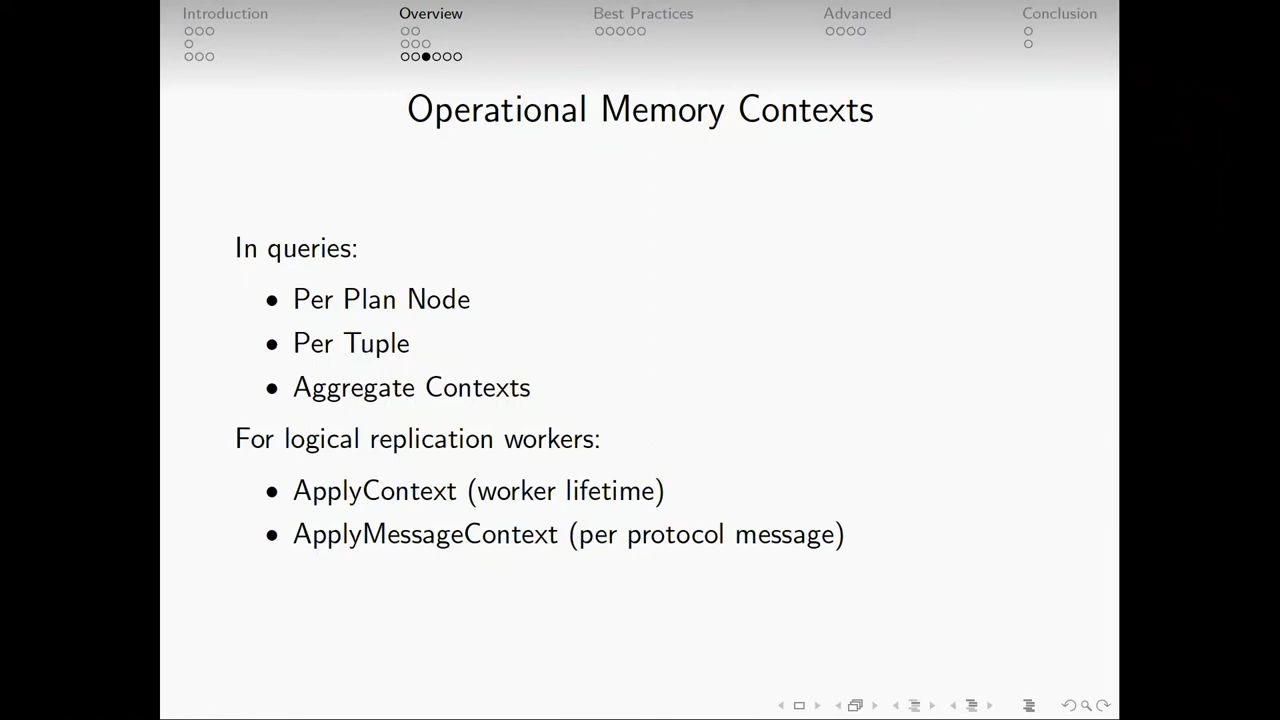 Introduction Overview Best Practices Advanced Conclusion
Operational Memory Contexts
In queries:
• Per Plan Node
• Per Tuple
• Aggregate Contexts
For logical replication workers:
• ApplyContext (worker lifetime)
• ApplyMessageContext (per protocol message)